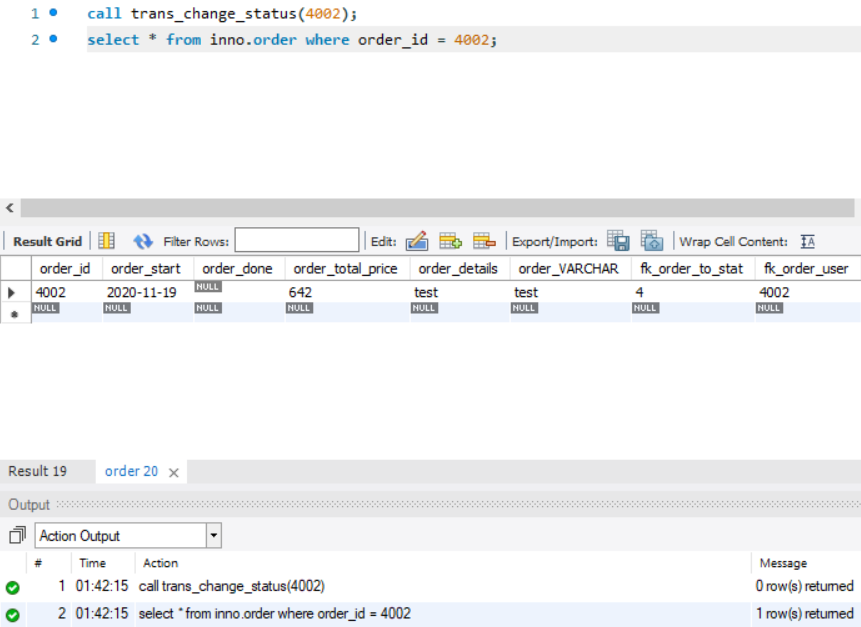 1 call trans_change_status(4002);
2 select * from inno.order where order_id = 4002;
Result Grid Filter Rows: Edit: Export/Import: Wrap Cell Content: IA
order_id order_start order_done order_total_price order_details order_VARCHAR fk_order_to_stat fk_order_user
4002 2020-11-19 NULL 642 test test 4 4002
NULL NULL NULL NULL NULL NULL NULL NULL
Result 19 order 20
Output
Action Output
# Time Action Message
1 01:42:15 call trans_change_status(4002) 0 row(s) returned
2 01:42:15 select * from inno.order where order_id = 4002 1 row(s) returned